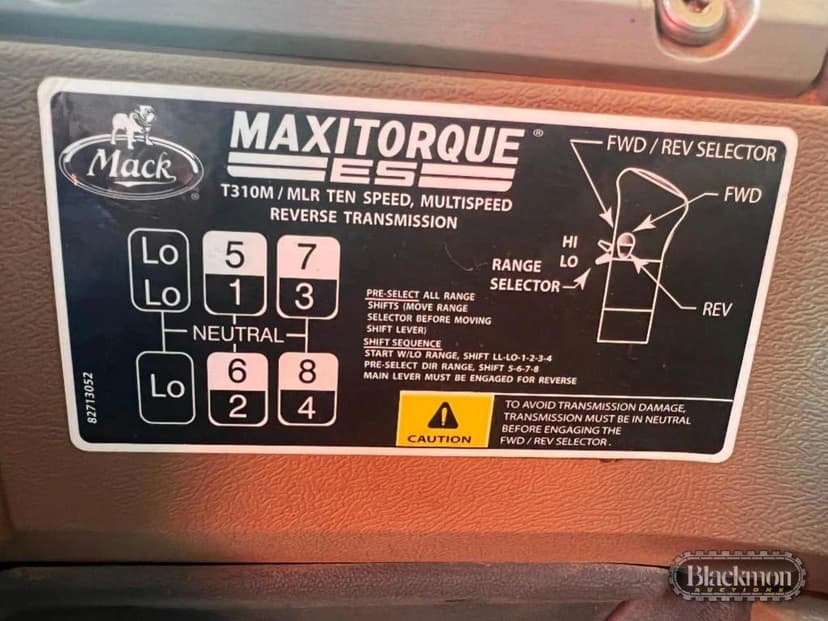 Mack
®
MAXITORQUE®
ES
T310M / MLR TEN SPEED, MULTISPEED
REVERSE TRANSMISSION
Lo 5 7
Lo 1 3
NEUTRAL
Lo 6 8
2 4
82713052
PRE-SELECT ALL RANGE
SHIFTS (MOVE RANGE
SELECTOR BEFORE MOVING
SHIFT LEVER)
SHIFT SEQUENCE
START W/LO RANGE, SHIFT LL-LO-1-2-3-4
PRE-SELECT DIR RANGE, SHIFT 5-6-7-8
MAIN LEVER MUST BE ENGAGED FOR REVERSE
FWD / REV SELECTOR
FWD
HI
LO
RANGE
SELECTOR
REV
CAUTION
TO AVOID TRANSMISSION DAMAGE,
TRANSMISSION MUST BE IN NEUTRAL
BEFORE ENGAGING THE
FWD / REV SELECTOR.
Blackmon
AUCTIONS